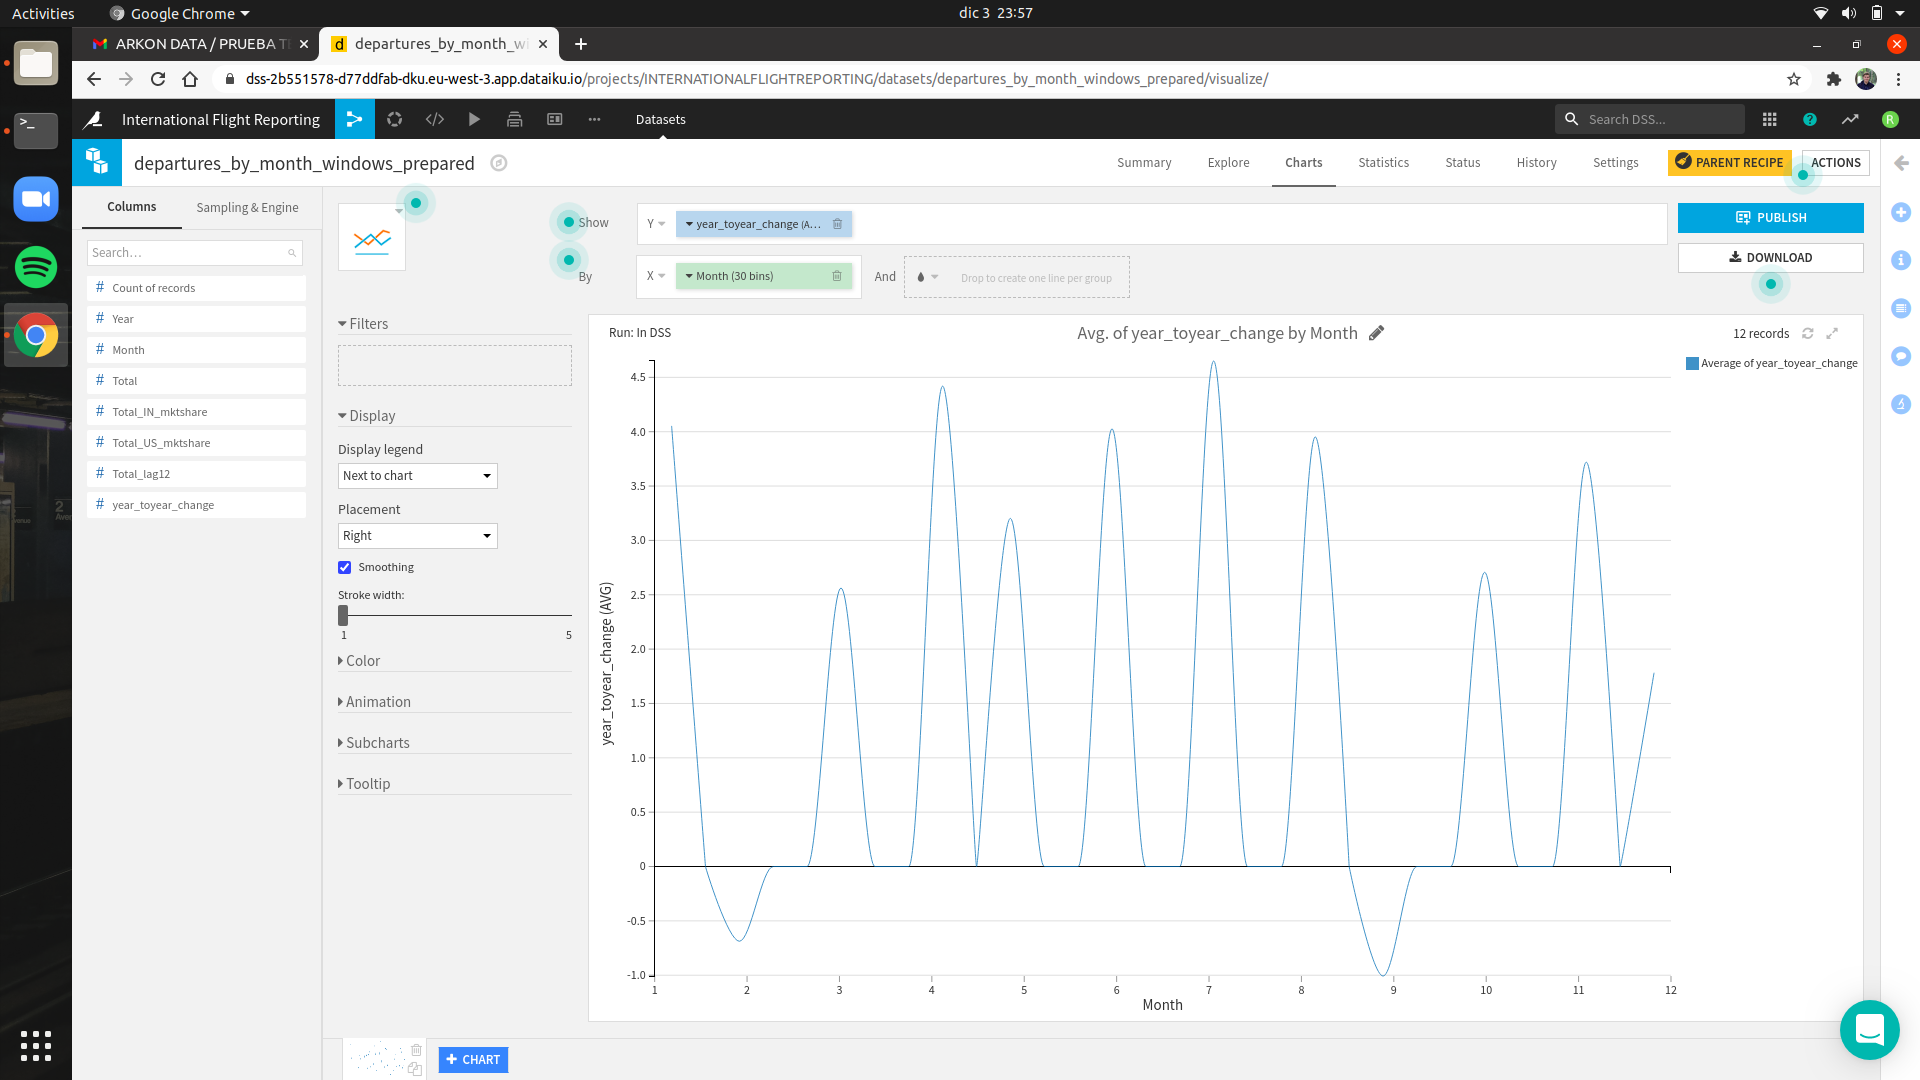 Activities
Google Chrome
dic 3 23:57
ARKON DATA / PRUEBA TE
departures_by_month_wi
dss-2b551578-d77ddfab-dku.eu-west-3.app.dataiku.io/projects/INTERNATIONALFLIGHTREPORTING/datasets/departures_by_month_windows_prepared/visualize/
International Flight Reporting
Datasets
Search DSS...
R
departures_by_month_windows_prepared
Summary
Explore
Charts
Statistics
Status
History
Settings
PARENT RECIPE
ACTIONS
Columns
Sampling & Engine
Search...
# Count of records
# Year
# Month
# Total
# Total_IN_mktshare
# Total_US_mktshare
# Total_lag12
# year_toyear_change
Show
Y
year_toyear_change (A...
By
X
Month (30 bins)
And
Drop to create one line per group
PUBLISH
DOWNLOAD
Filters
Display
Display legend
Next to chart
Placement
Right
Smoothing
Stroke width:
1
5
Color
Animation
Subcharts
Tooltip
Run: In DSS
Avg. of year_toyear_change by Month
12 records
Average of year_toyear_change
year_toyear_change (AVG)
4.5
4.0
3.5
3.0
2.5
2.0
1.5
1.0
0.5
0
-0.5
-1.0
1 2 3 4 5 6 7 8 9 10 11 12
Month
+ CHART